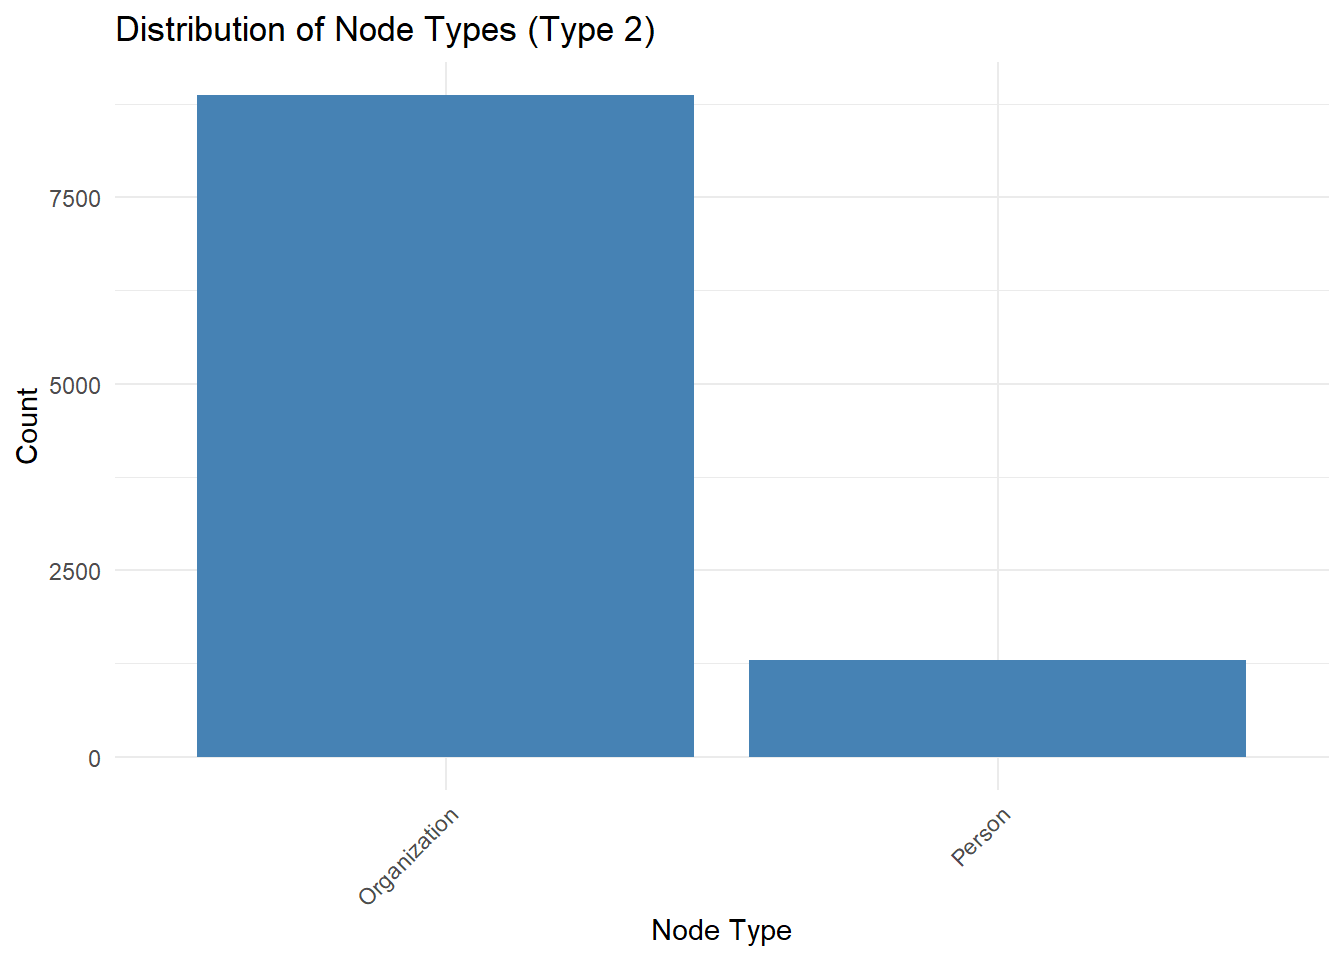 Distribution of Node Types (Type 2)
Count
7500
5000
2500
0
Organization
Person
Node Type